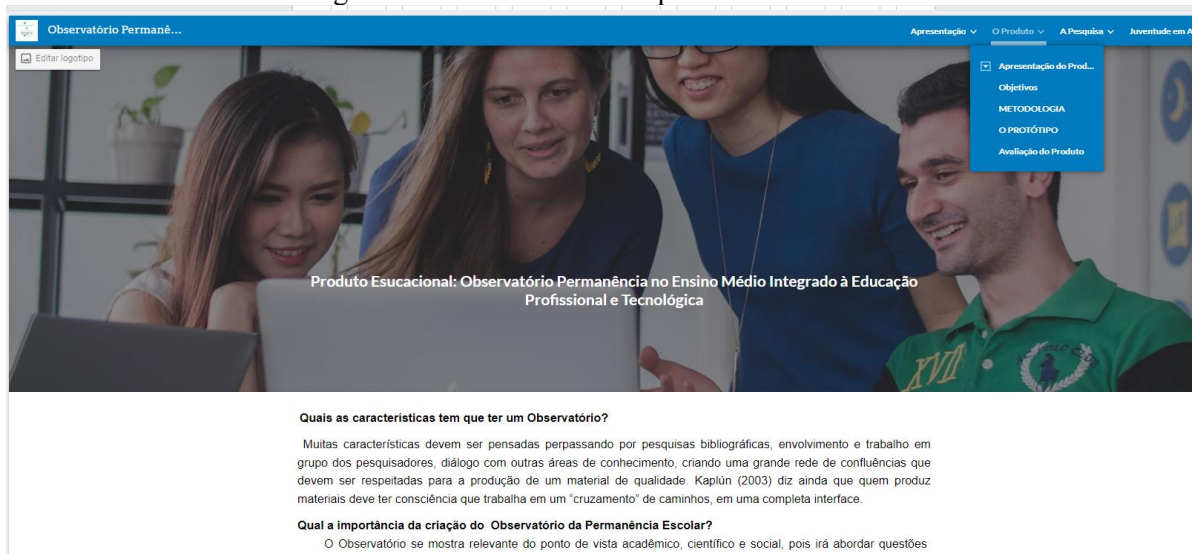 Observatório Permanê...
Apresentação
O Produto
A Pesquisa
Juventude em A
Editar logotipo
Apresentação do Prod...
Objetivos
METODOLOGIA
O PROTÓTIPO
Avaliação do Produto
Produto Esucacional: Observatório Permanência no Ensino Médio Integrado à Educação
Profissional e Tecnológica
XVII
Quais as características tem que ter um Observatório?
Muitas características devem ser pensadas perpassando por pesquisas bibliográficas, envolvimento e trabalho em
grupo dos pesquisadores, diálogo com outras áreas de conhecimento, criando uma grande rede de confluências que
devem ser respeitadas para a produção de um material de qualidade. Kaplún (2003) diz ainda que quem produz
materiais deve ter consciência que trabalha em um “cruzamento” de caminhos, em uma completa interface.
Qual a importância da criação do Observatório da Permanência Escolar?
O Observatório se mostra relevante do ponto de vista acadêmico, científico e social, pois irá abordar questões